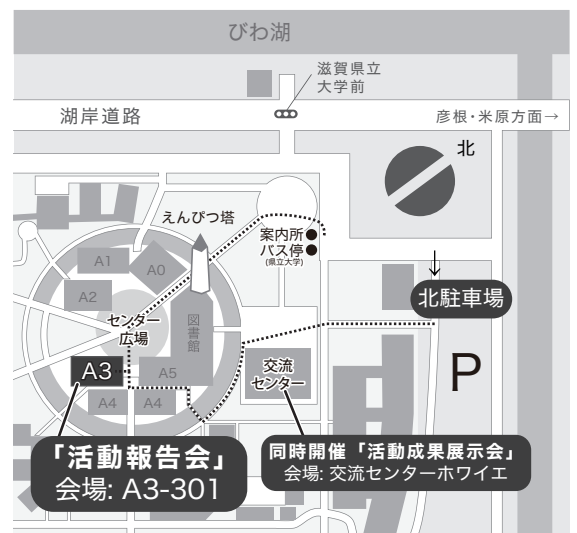 びわ湖
滋賀県立
大学前
湖岸道路
彦根・米原方面→
北
えんぴつ塔
案内所
バス停
(県立大学)
A1
A0
A2
北駐車場
センター
広場
図書館
A3
A5
交流
センター
P
A4
A4
「活動報告会」
会場: A3-301
同時開催「活動成果展示会」
会場: 交流センターホワイエ